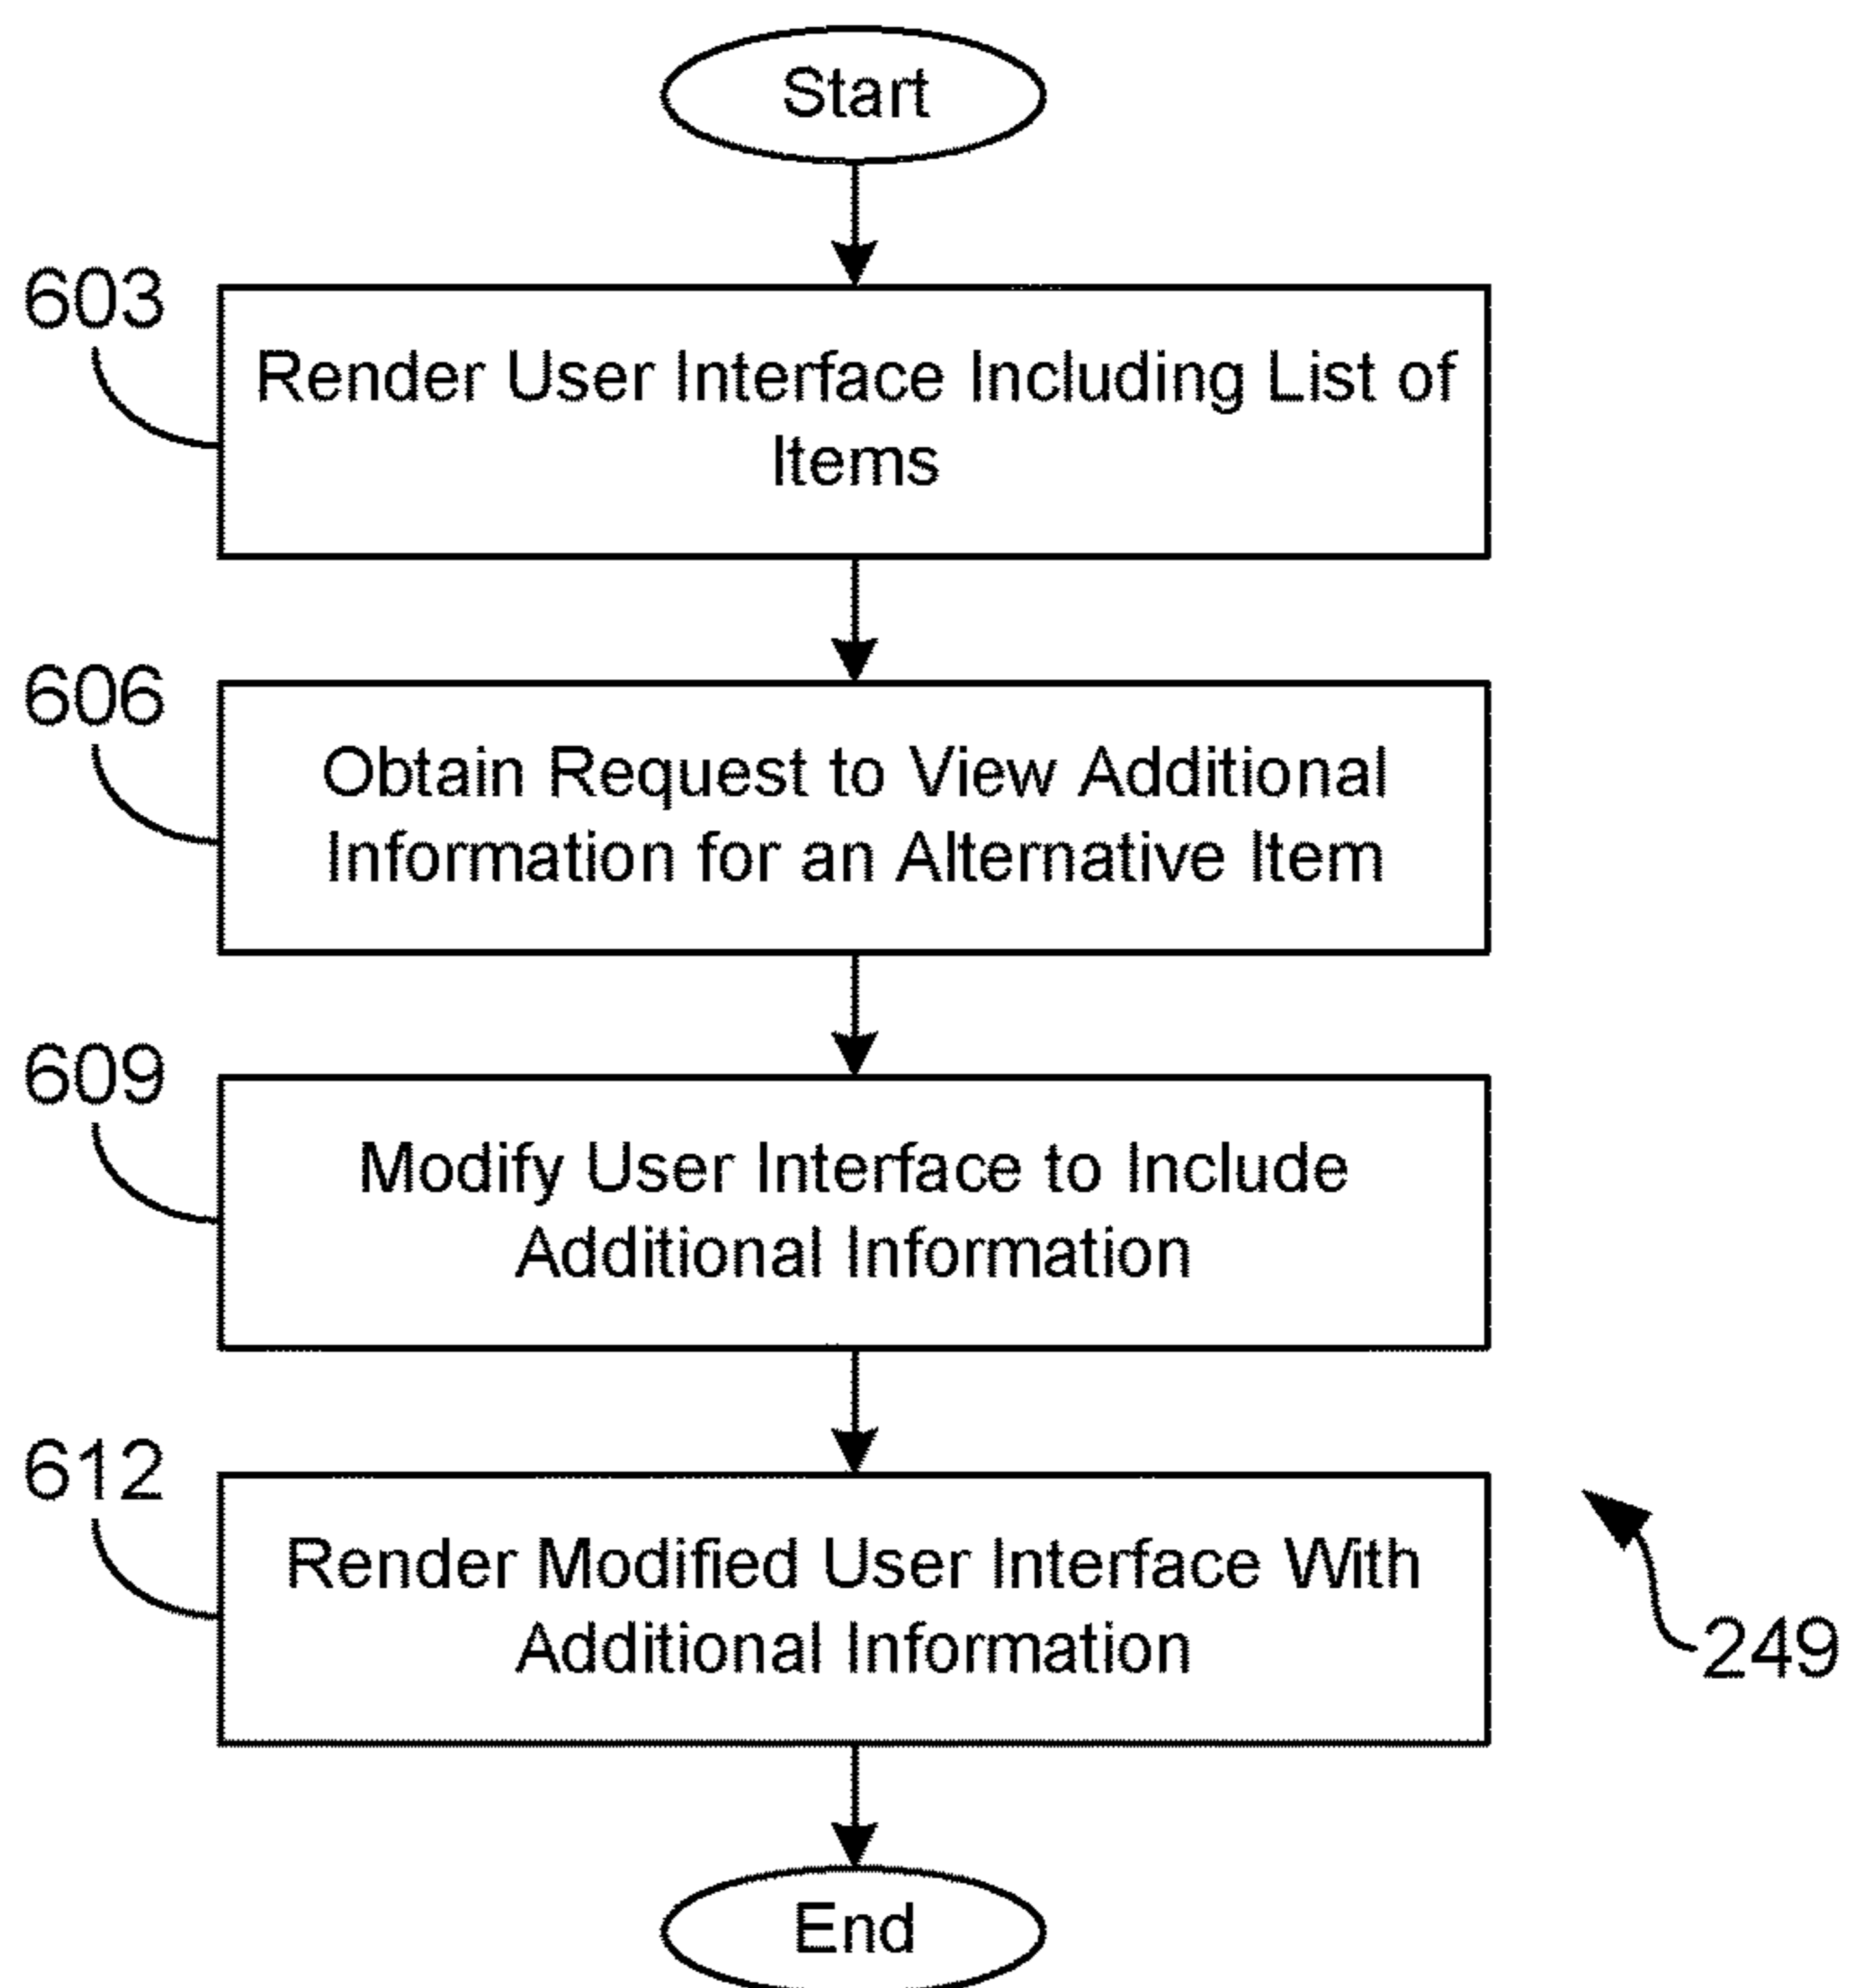 Start
603
Render User Interface Including List of
Items
606
Obtain Request to View Additional
Information for an Alternative Item
609
Modify User Interface to Include
Additional Information
612
Render Modified User Interface With
Additional Information
249
End